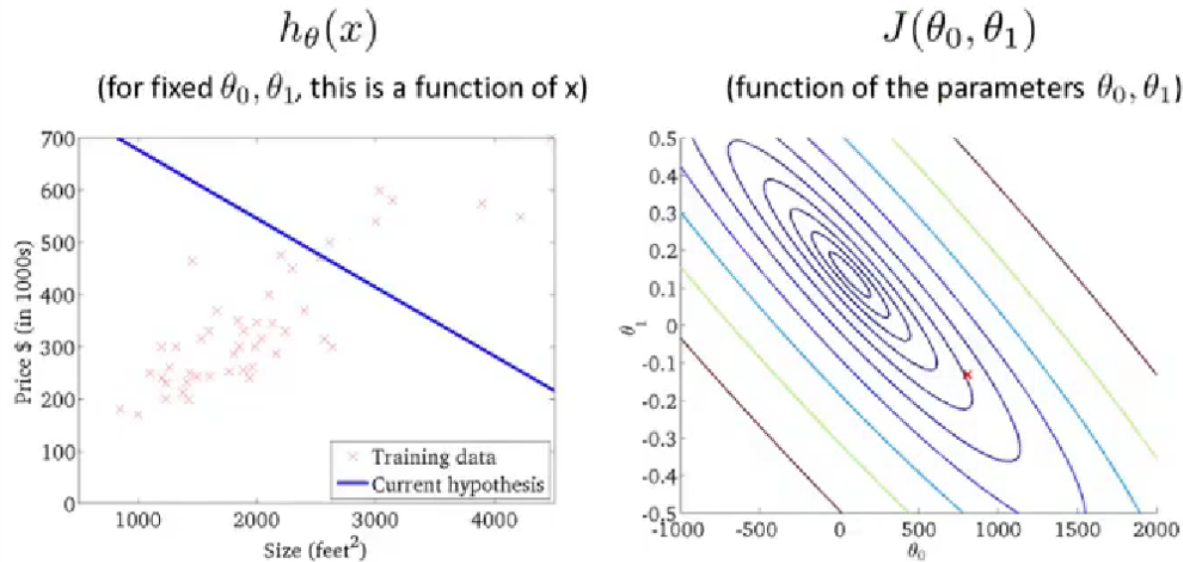 hθ(x)
(for fixed θ0, θ1, this is a function of x)
700
600
500
400
300
200
100
0
Price $ (in 1000s)
1000 2000 3000 4000
Size (feet²)
Training data
Current hypothesis
J(θ0, θ1)
(function of the parameters θ0, θ1)
0.5
0.4
0.3
0.2
0.1
0
-0.1
-0.2
-0.3
-0.4
-0.5
θ1
-1000 -500 0 500 1000 1500 2000
θ0